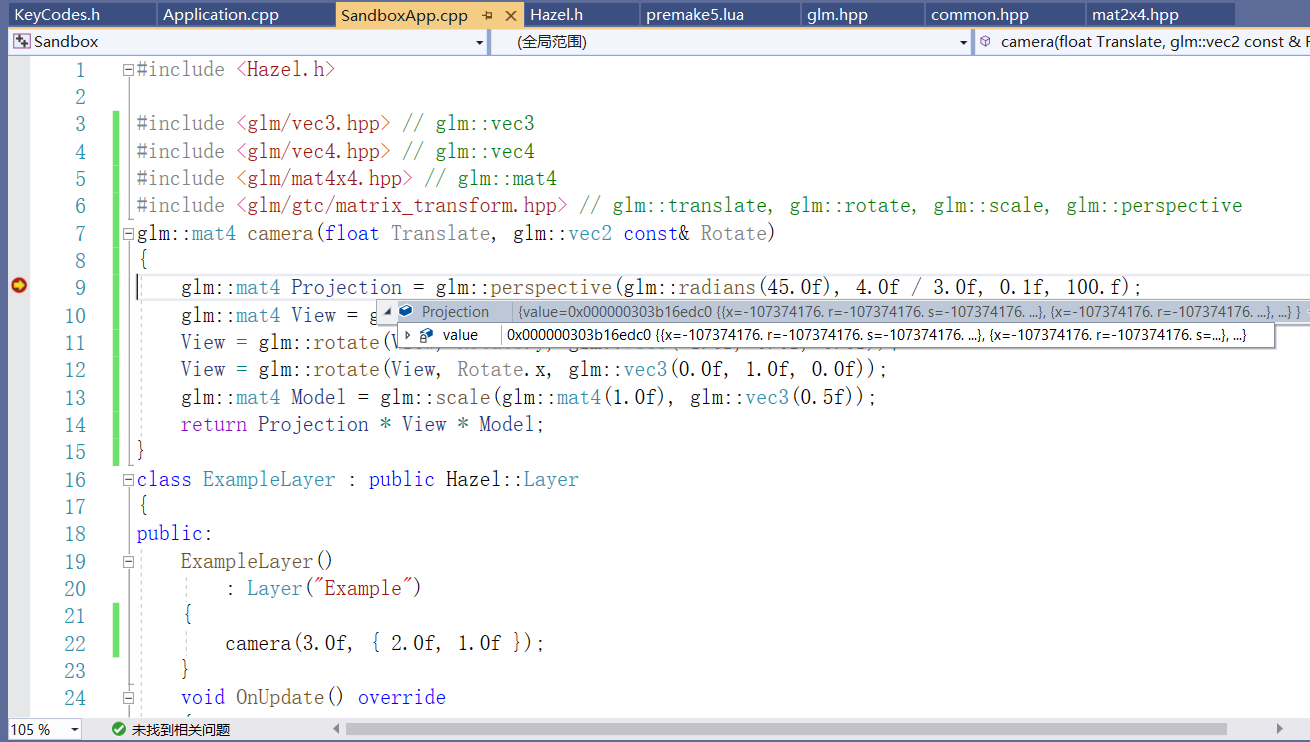 KeyCodes.h Application.cpp SandboxApp.cpp Hazel.h premake5.lua glm.hpp common.hpp mat2x4.hpp
Sandbox (全局范围) camera(float Translate, glm::vec2 const &
1 #include <Hazel.h>
2
3 #include <glm/vec3.hpp> // glm::vec3
4 #include <glm/vec4.hpp> // glm::vec4
5 #include <glm/mat4x4.hpp> // glm::mat4
6 #include <glm/gtc/matrix_transform.hpp> // glm::translate, glm::rotate, glm::scale, glm::perspective
7 glm::mat4 camera(float Translate, glm::vec2 const& Rotate)
8 {
9 glm::mat4 Projection = glm::perspective(glm::radians(45.0f), 4.0f / 3.0f, 0.1f, 100.f);
10 glm::mat4 View = g
Projection {value=0x000000303b16edc0 {{x=-107374176. r=-107374176. s=-107374176. ...}, {x=-107374176. r=-107374176. ...}, ...} }
11 View = glm::rotate(
value 0x000000303b16edc0 {{x=-107374176. r=-107374176. s=-107374176. ...}, {x=-107374176. r=-107374176. s=...}, ...}
12 View = glm::rotate(View, Rotate.x, glm::vec3(0.0f, 1.0f, 0.0f));
13 glm::mat4 Model = glm::scale(glm::mat4(1.0f), glm::vec3(0.5f));
14 return Projection * View * Model;
15 }
16 class ExampleLayer : public Hazel::Layer
17 {
18 public:
19 ExampleLayer()
20 : Layer("Example")
21 {
22 camera(3.0f, { 2.0f, 1.0f });
23 }
24 void OnUpdate() override
105 % 未找到相关问题